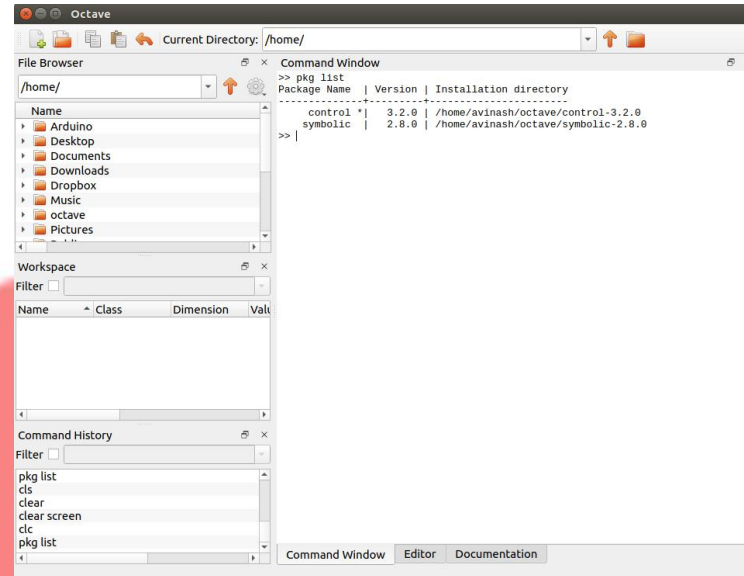 Octave
Current Directory: /home/
File Browser
/home/
Name
Arduino
Desktop
Documents
Downloads
Dropbox
Music
octave
Pictures
Workspace
Filter
Name Class Dimension Valu
Command History
Filter
pkg list
cls
clear
clear screen
clc
pkg list
Command Window
>> pkg list
Package Name  | Version | Installation directory
--------------+---------+-----------------------
     control *|   3.2.0 | /home/avinash/octave/control-3.2.0
    symbolic  |   2.8.0 | /home/avinash/octave/symbolic-2.8.0
>>
Command Window Editor Documentation